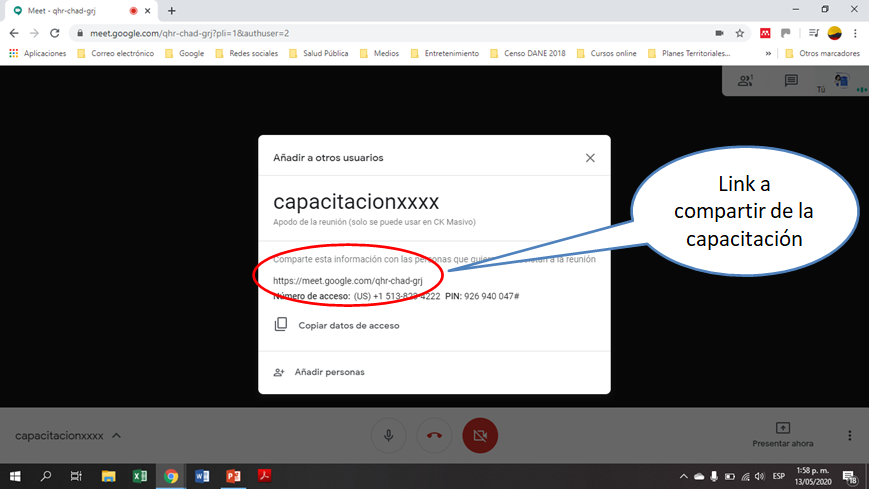 Meet - qhr-chad-grj
meet.google.com/qhr-chad-grj?pli=1&authuser=2
Aplicaciones
Correo electrónico
Google
Redes sociales
Salud Pública
Medios
Entretenimiento
Censo DANE 2018
Cursos online
Planes Territoriales...
»
Otros marcadores
1
Tú
Añadir a otros usuarios
capacitacionxxxx
Apodo de la reunión (solo se puede usar en CK Masivo)
Link a
compartir de la
capacitación
Comparte esta información con las personas que a la reunión
https://meet.google.com/qhr-chad-grj
Número de acceso: (US) +1 4222 PIN: 926 940 047#
Copiar datos de acceso
Añadir personas
capacitacionxxxx
Presentar ahora
ESP
1:58 p. m.
13/05/2020
18